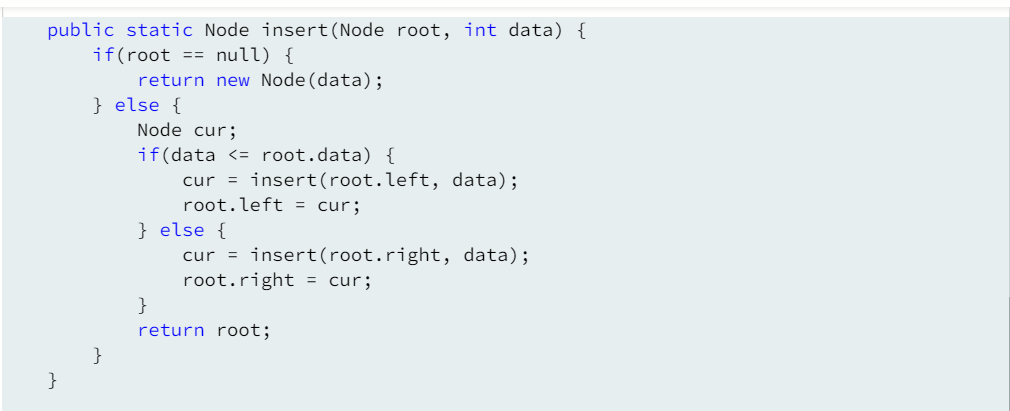 public static Node insert(Node root, int data) {
    if(root == null) {
        return new Node(data);
    } else {
        Node cur;
        if(data <= root.data) {
            cur = insert(root.left, data);
            root.left = cur;
        } else {
            cur = insert(root.right, data);
            root.right = cur;
        }
        return root;
    }
}